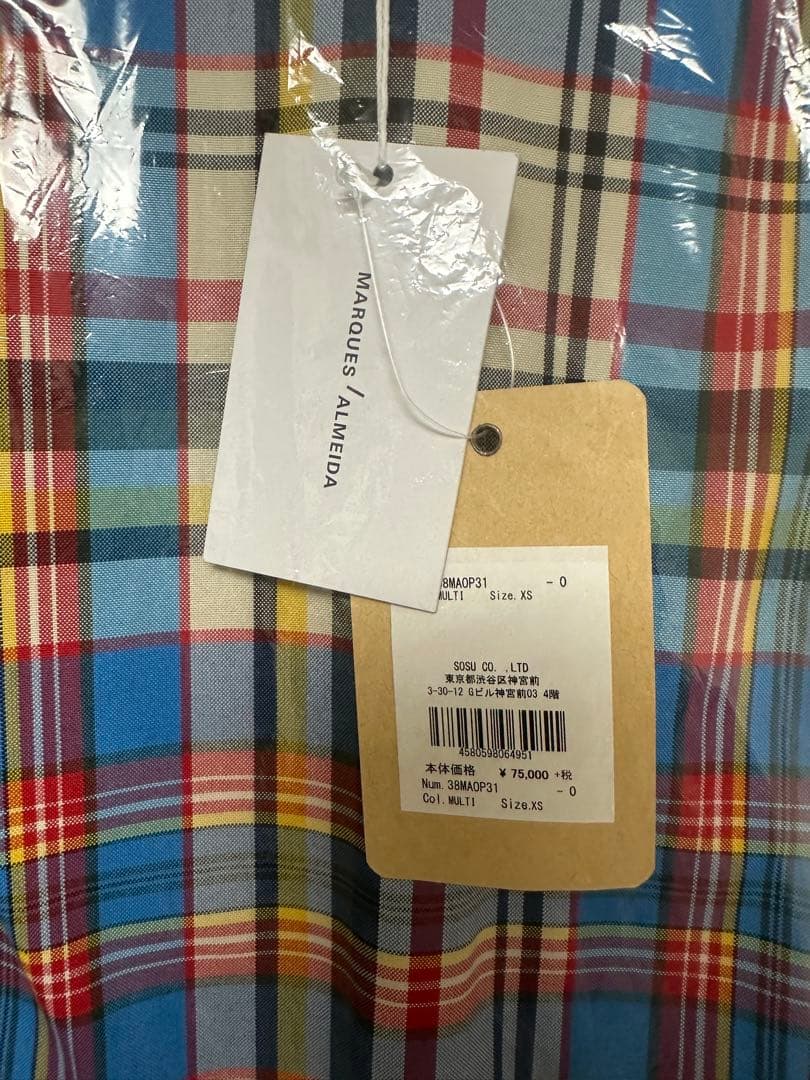 MARQUES / ALMEIDA
38MAOP31 - 0
MULTI Size. XS
SOSU CO. ,LTD
東京都渋谷区神宮前
3-30-12 Gビル神宮前03 4階
4580598064951
本体価格 ¥ 75,000 +税
Num. 38MAOP31 - 0
Col. MULTI Size.XS